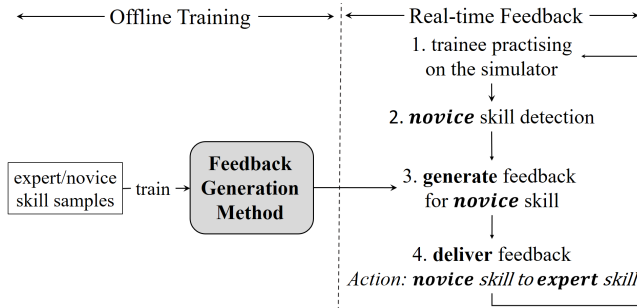 Offline Training
Real-time Feedback
1. trainee practising
on the simulator
2. novice skill detection
expert/novice
skill samples
train
Feedback
Generation
Method
3. generate feedback
for novice skill
4. deliver feedback
Action: novice skill to expert skill